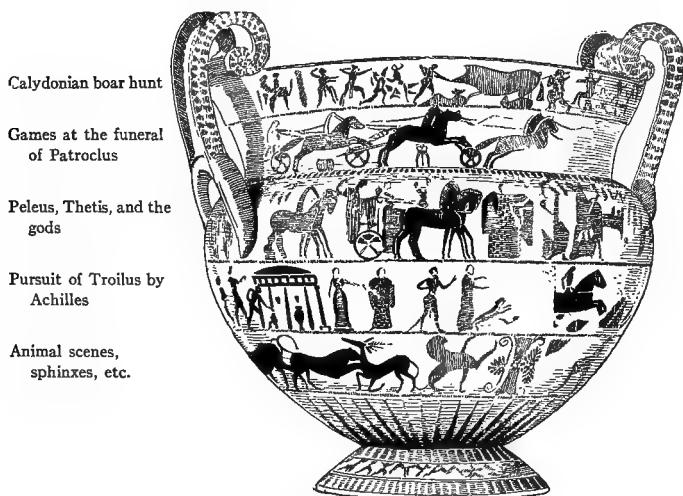 Calydonian boar hunt
Games at the funeral
of Patroclus
Peleus, Thetis, and the
gods
Pursuit of Troilus by
Achilles
Animal scenes,
sphinxes, etc.